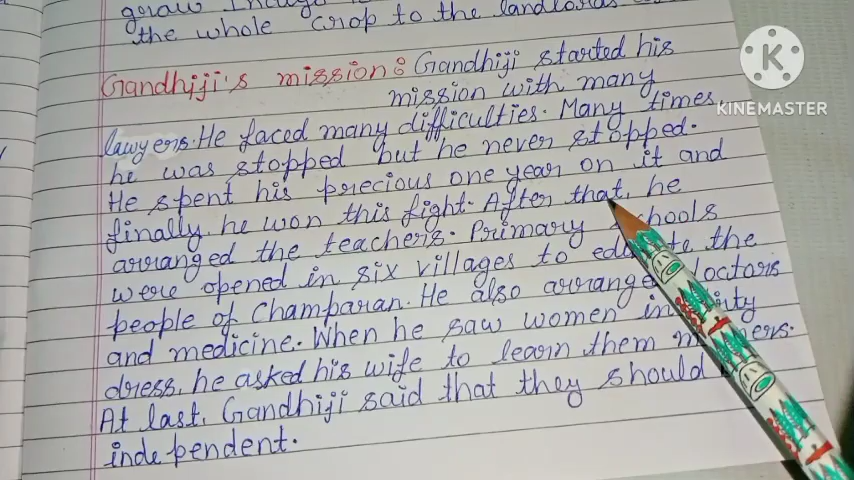 grow
the whole crop to the landlords
Gandhiji's mission: Gandhiji started his
mission with many
lawyers. He faced many difficulties. Many times
he was stopped but he never stopped.
He spent his precious one year on it and
finally he won this fight. After that, he
arranged the teachers. Primary
were opened in six villages to the
people of Champaran. He also
and medicine. When he saw women in
dress, he asked his wife to learn them
At last, Gandhiji said that they should
independent.
KINEMASTER